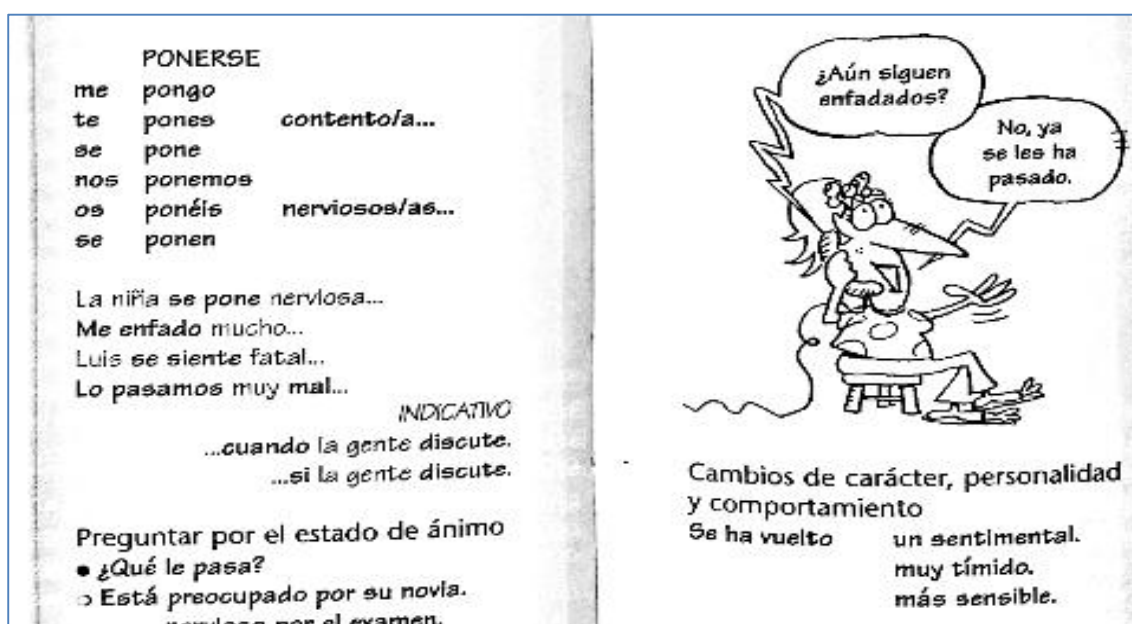 PONERSE
me pongo
te pones contento/a...
se pone
nos ponemos
os ponéis nerviosos/as...
se ponen
La niña se pone nerviosa...
Me enfado mucho...
Luis se siente fatal...
Lo pasamos muy mal...
INDICATIVO
...cuando la gente discute.
...si la gente discute.
Preguntar por el estado de ánimo
● ¿Qué le pasa?
○ Está preocupado por su novia.
nervioso por el examen.
¿Aún siguen
enfadados?
No, ya
se les ha
pasado.
Cambios de carácter, personalidad
y comportamiento
Se ha vuelto un sentimental.
muy tímido.
más sensible.